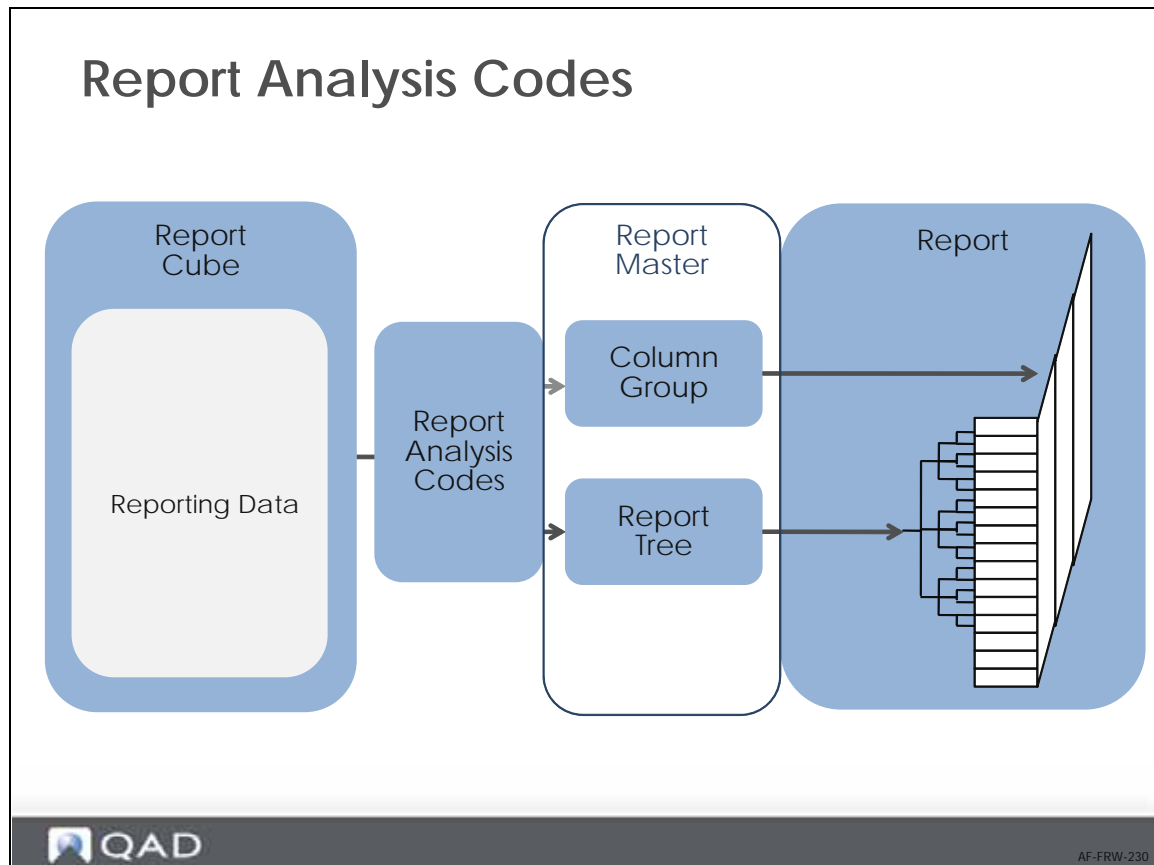 Report Analysis Codes
Report
Cube
Reporting Data
Report
Analysis
Codes
Report
Master
Column
Group
Report
Tree
Report
QAD
AF-FRW-230